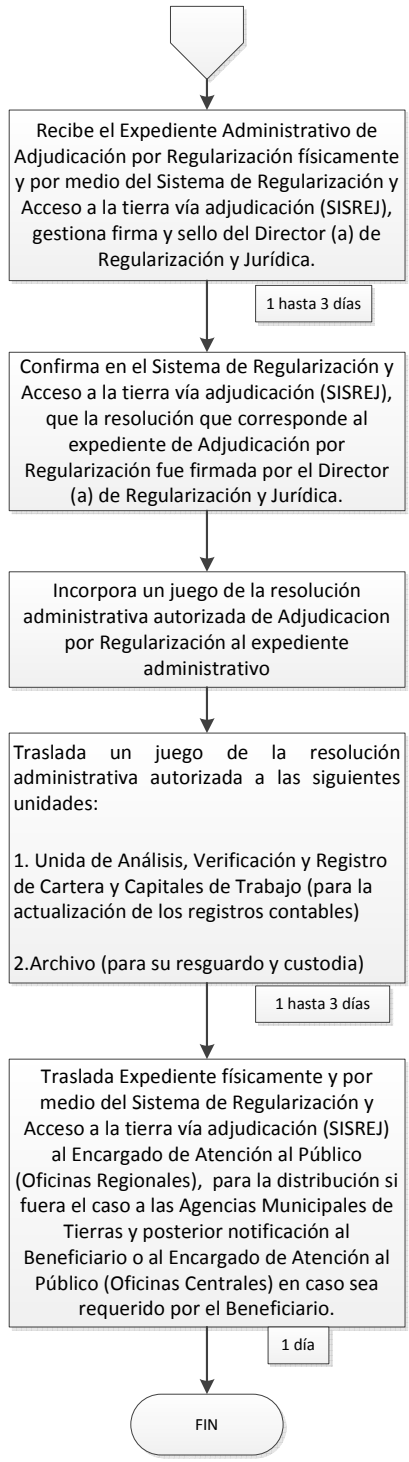 Recibe el Expediente Administrativo de
Adjudicación por Regularización físicamente
y por medio del Sistema de Regularización y
Acceso a la tierra vía adjudicación (SISREJ),
gestiona firma y sello del Director (a) de
Regularización y Jurídica.
1 hasta 3 días
Confirma en el Sistema de Regularización y
Acceso a la tierra vía adjudicación (SISREJ),
que la resolución que corresponde al
expediente de Adjudicación por
Regularización fue firmada por el Director
(a) de Regularización y Jurídica.
Incorpora un juego de la resolución
administrativa autorizada de Adjudicacion
por Regularización al expediente
administrativo
Traslada un juego de la resolución
administrativa autorizada a las siguientes
unidades:
1. Unida de Análisis, Verificación y Registro
de Cartera y Capitales de Trabajo (para la
actualización de los registros contables)
2.Archivo (para su resguardo y custodia)
1 hasta 3 días
Traslada Expediente físicamente y por
medio del Sistema de Regularización y
Acceso a la tierra vía adjudicación (SISREJ)
al Encargado de Atención al Público
(Oficinas Regionales), para la distribución si
fuera el caso a las Agencias Municipales de
Tierras y posterior notificación al
Beneficiario o al Encargado de Atención al
Público (Oficinas Centrales) en caso sea
requerido por el Beneficiario.
1 día
FIN